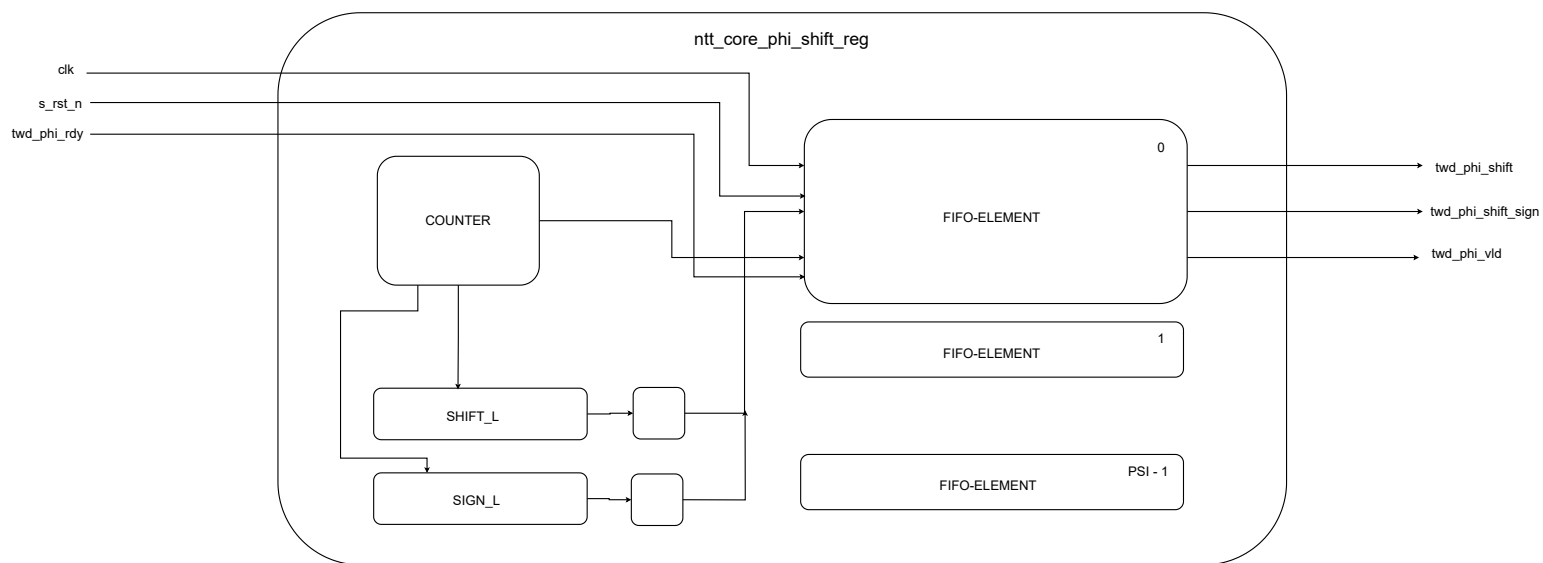 ntt_core_phi_shift_reg
clk
s_rst_n
twd_phi_rdy
0
twd_phi_shift
COUNTER
FIFO-ELEMENT
twd_phi_shift_sign
twd_phi_vld
1
FIFO-ELEMENT
SHIFT_L
PSI - 1
FIFO-ELEMENT
SIGN_L